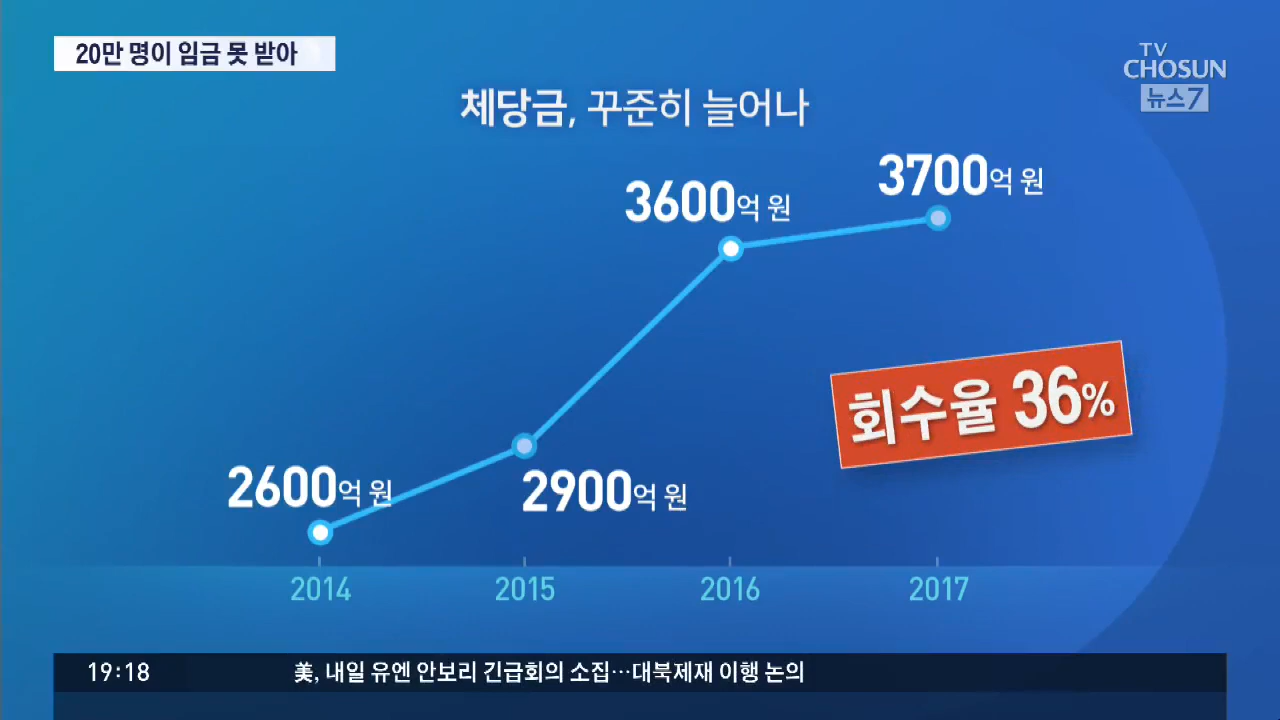 20만 명이 임금 못 받아
TV
CHOSUN
뉴스7
체당금, 꾸준히 늘어나
3700억 원
3600억 원
회수율 36%
2600억 원
2900억 원
2014
2015
2016
2017
19:18
美, 내일 유엔 안보리 긴급회의 소집…대북제재 이행 논의